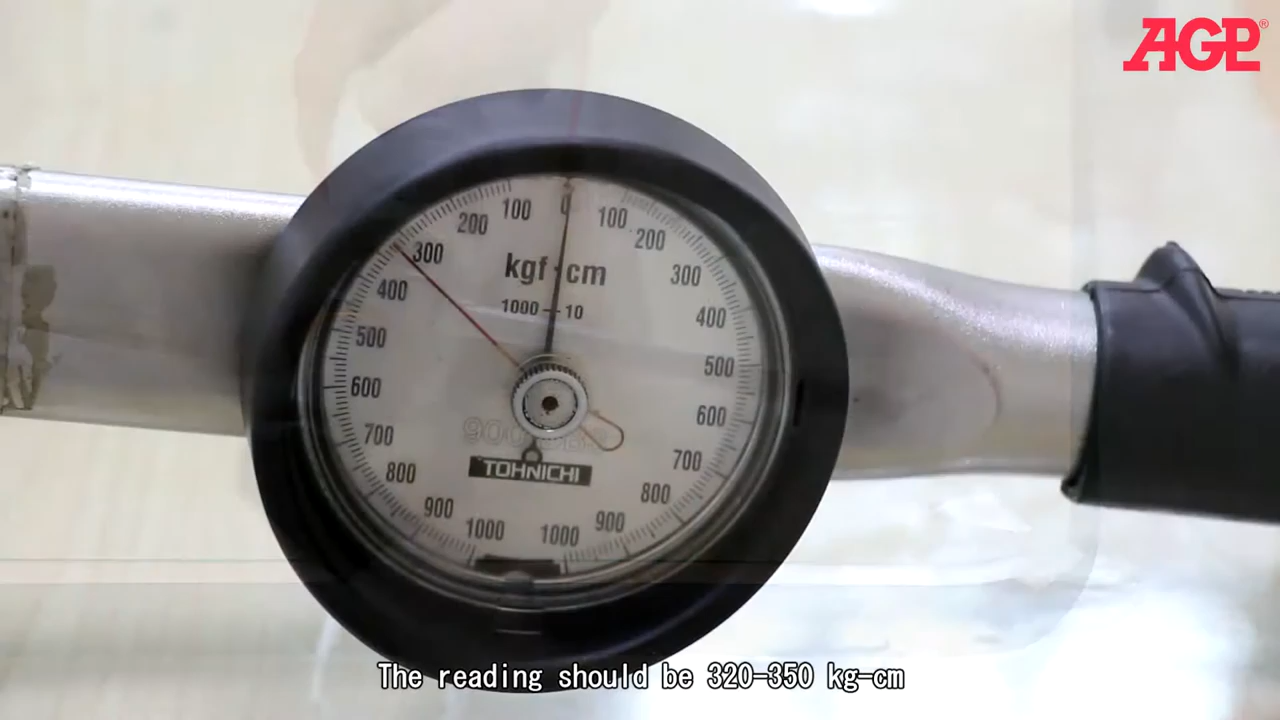 AGP®
100 0 100
200 200
300 300
kgf·cm
400 400
1000 — 10
500 500
600 600
700 700
800 800
TOHNICHI
900 900
1000 1000
The reading should be 320-350 kg-cm